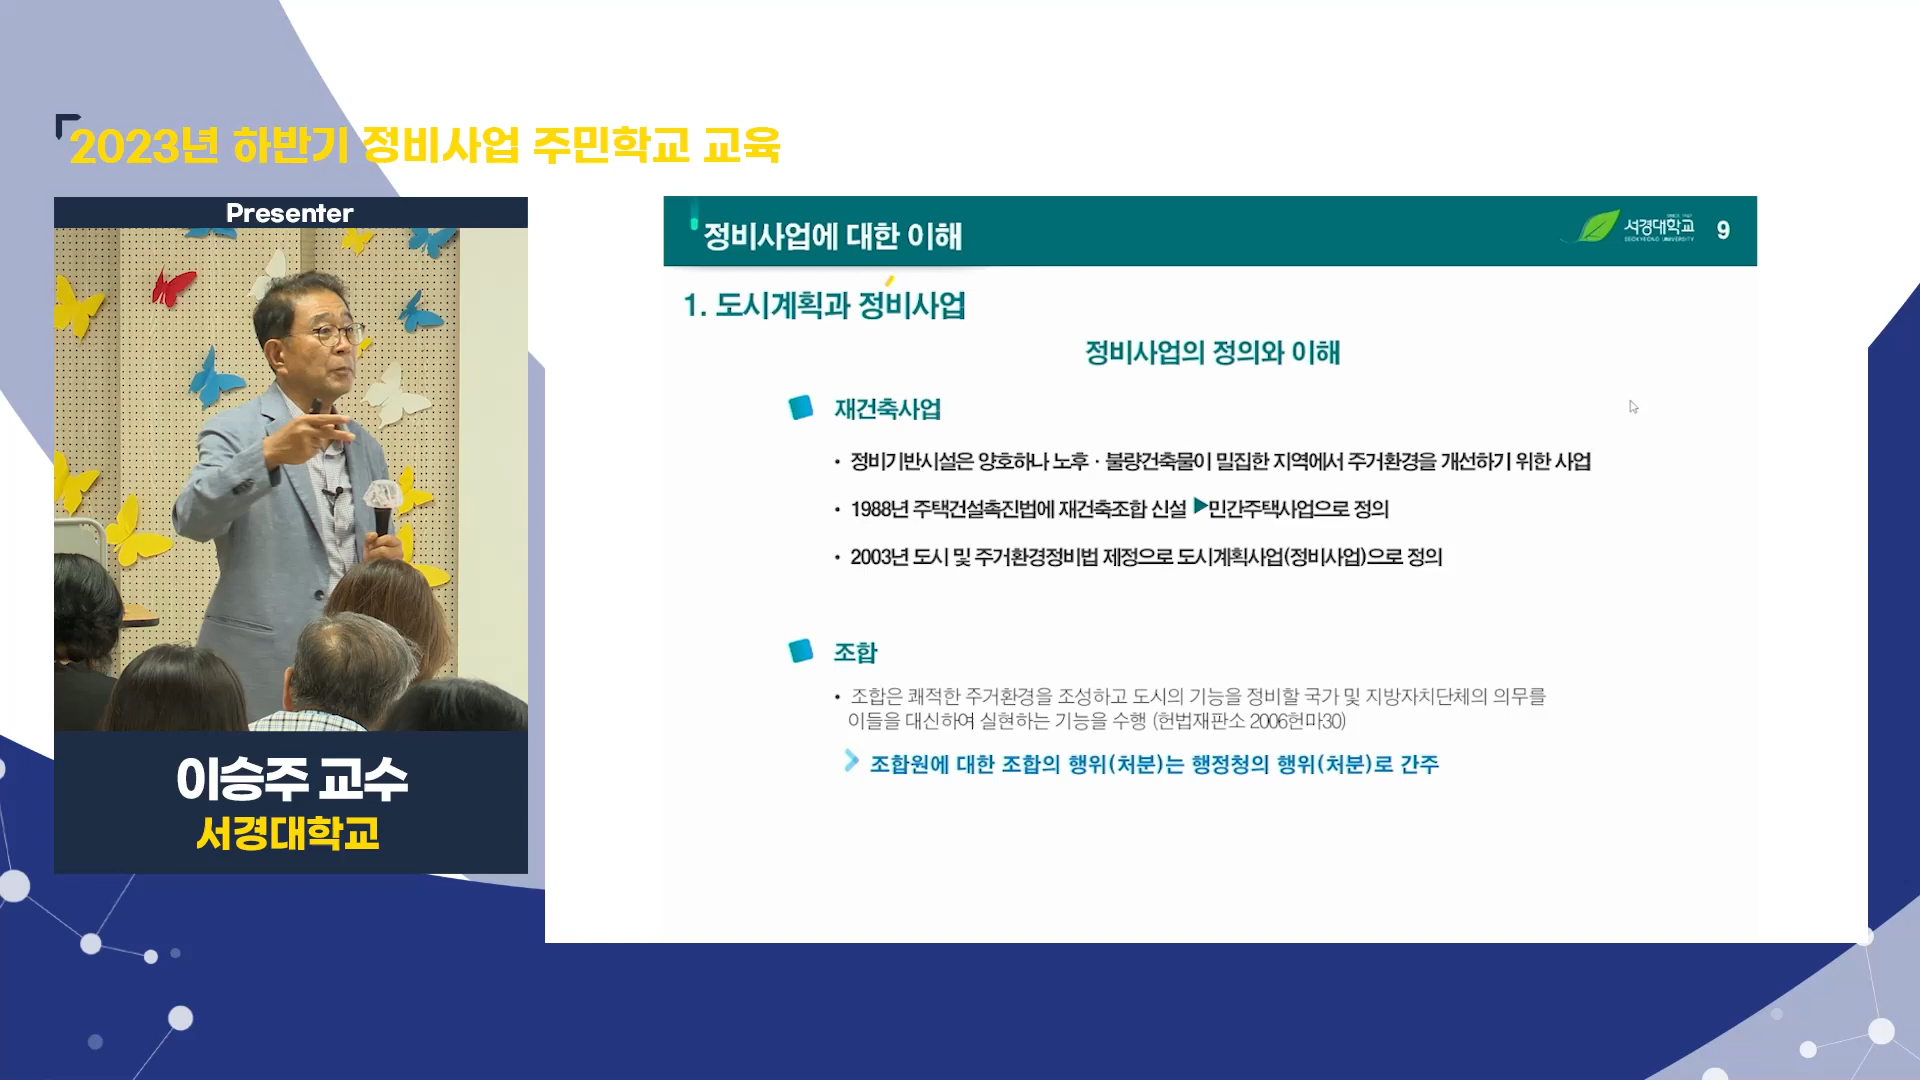 2023년 하반기 정비사업 주민학교 교육
Presenter
이승주 교수
서경대학교
정비사업에 대한 이해
SINCE 1947
서경대학교
SEOKYEONG UNIVERSITY
9
1. 도시계획과 정비사업
정비사업의 정의와 이해
재건축사업
• 정비기반시설은 양호하나 노후 · 불량건축물이 밀집한 지역에서 주거환경을 개선하기 위한 사업
• 1988년 주택건설촉진법에 재건축조합 신설 ▶민간주택사업으로 정의
• 2003년 도시 및 주거환경정비법 제정으로 도시계획사업(정비사업)으로 정의
조합
• 조합은 쾌적한 주거환경을 조성하고 도시의 기능을 정비할 국가 및 지방자치단체의 의무를
이들을 대신하여 실현하는 기능을 수행 (헌법재판소 2006헌마30)
조합원에 대한 조합의 행위(처분)는 행정청의 행위(처분)로 간주